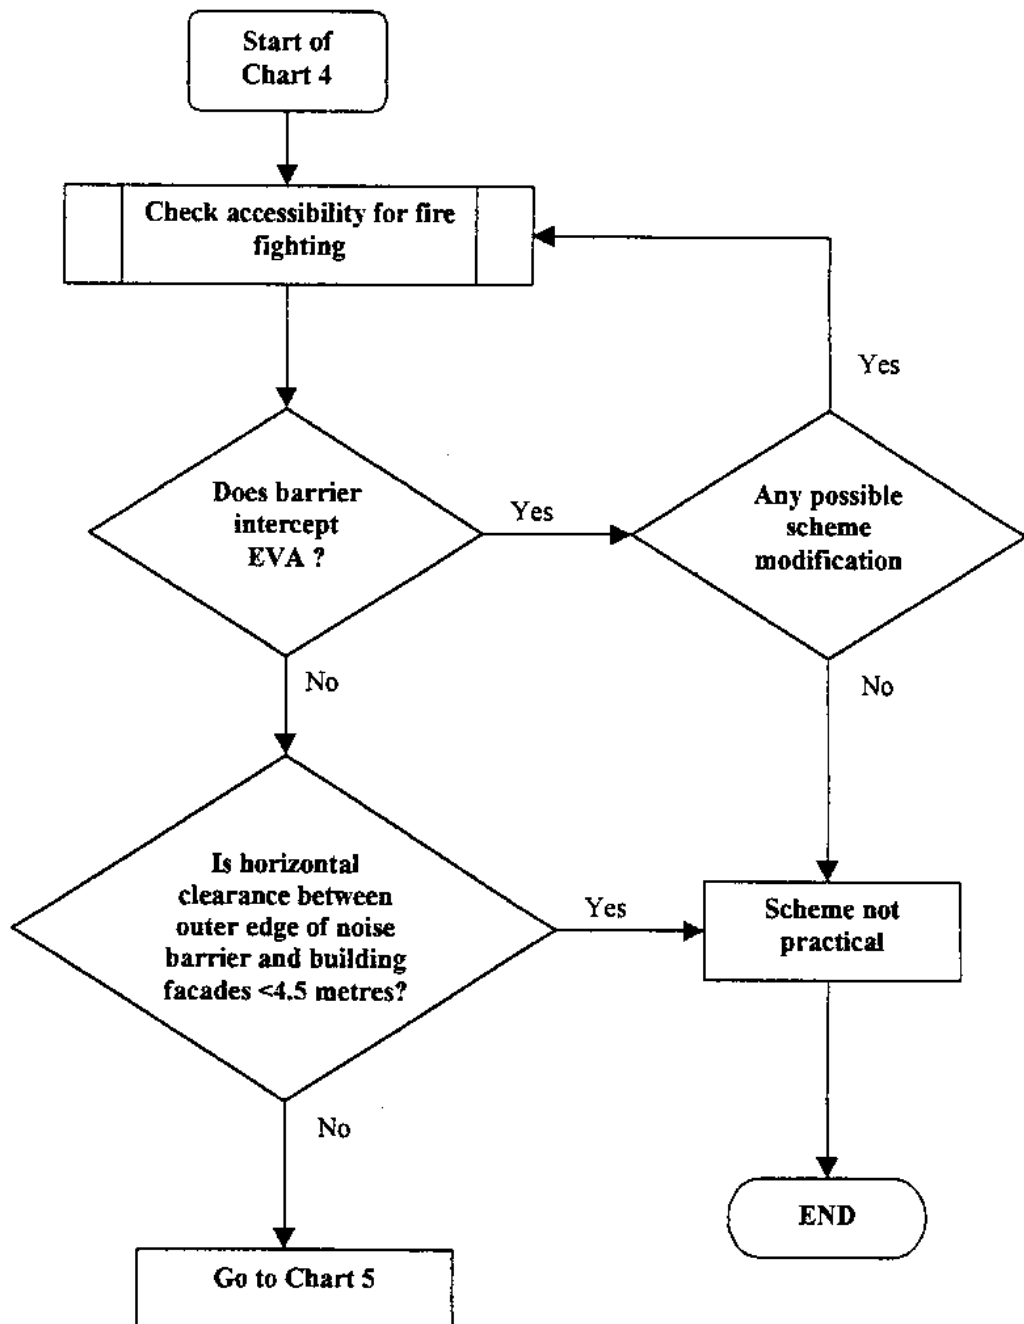 Start of
Chart 4
Check accessibility for fire
fighting
Yes
Does barrier
intercept
EVA ?
Yes
Any possible
scheme
modification
No
No
Is horizontal
clearance between
outer edge of noise
barrier and building
facades <4.5 metres?
Yes
Scheme not
practical
No
END
Go to Chart 5